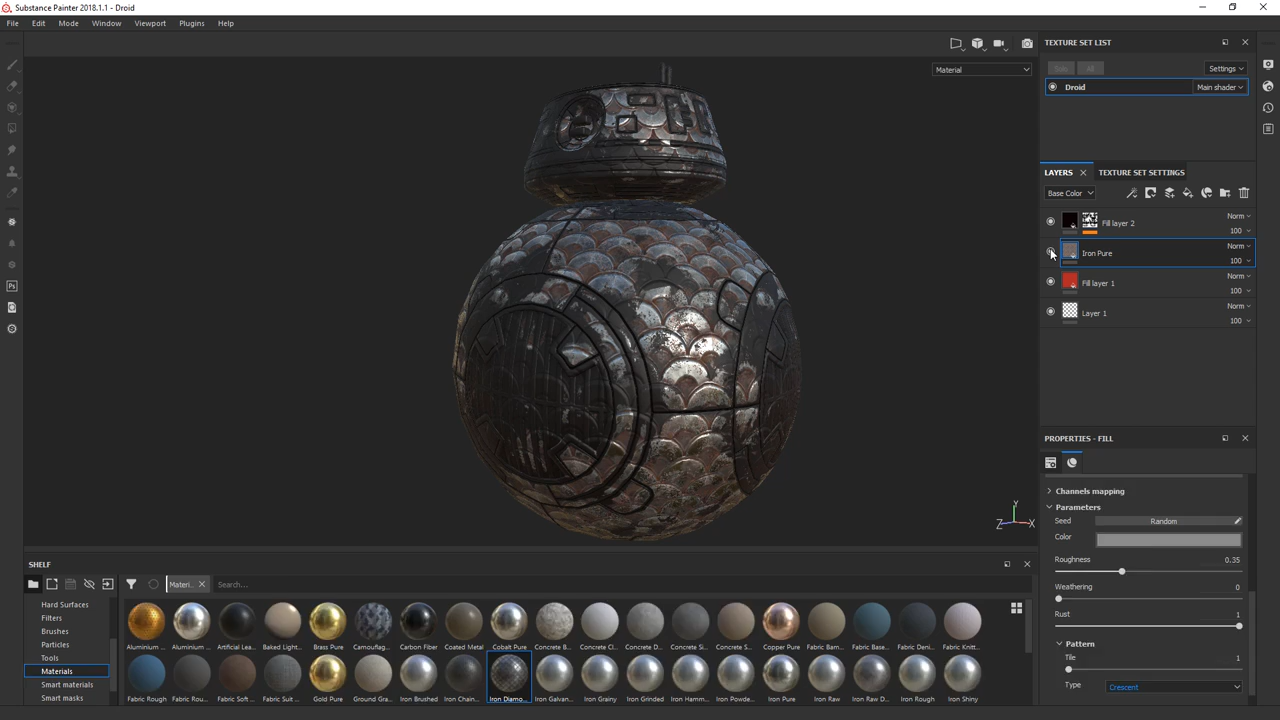 Substance Painter 2018.1.1 - Droid
File Edit Mode Window Viewport Plugins Help
Material
TEXTURE SET LIST
All
Settings
Droid Main shader
LAYERS TEXTURE SET SETTINGS
Base Color
Norm
Fill layer 2
100
Norm
Iron Pure
100
Norm
Fill layer 1
100
Norm
Layer 1
100
PROPERTIES - FILL
Channels mapping
Parameters
Seed Random
Color
Roughness 0.35
Weathering 0
Rust 1
Pattern
Tile 1
Type Crescent
Y
Z X
Ps
SHELF
Materi... Search...
Hard Surfaces
Filters
Brushes
Particles
Tools
Materials
Smart materials
Smart masks
Aluminium ... Aluminium ... Artificial Lea... Baked Light... Brass Pure Camouflag... Carbon Fiber Coated Metal Cobalt Pure Concrete B... Concrete Cl... Concrete D... Concrete Si... Concrete S... Copper Pure Fabric Bam... Fabric Base... Fabric Deni... Fabric Knitt...
Fabric Rough Fabric Rou... Fabric Soft ... Fabric Suit ... Gold Pure Ground Gra... Iron Brushed Iron Chain... Iron Diamo... Iron Galvan... Iron Grainy Iron Grinded Iron Hamm... Iron Powde... Iron Pure Iron Raw Iron Raw D... Iron Rough Iron Shiny